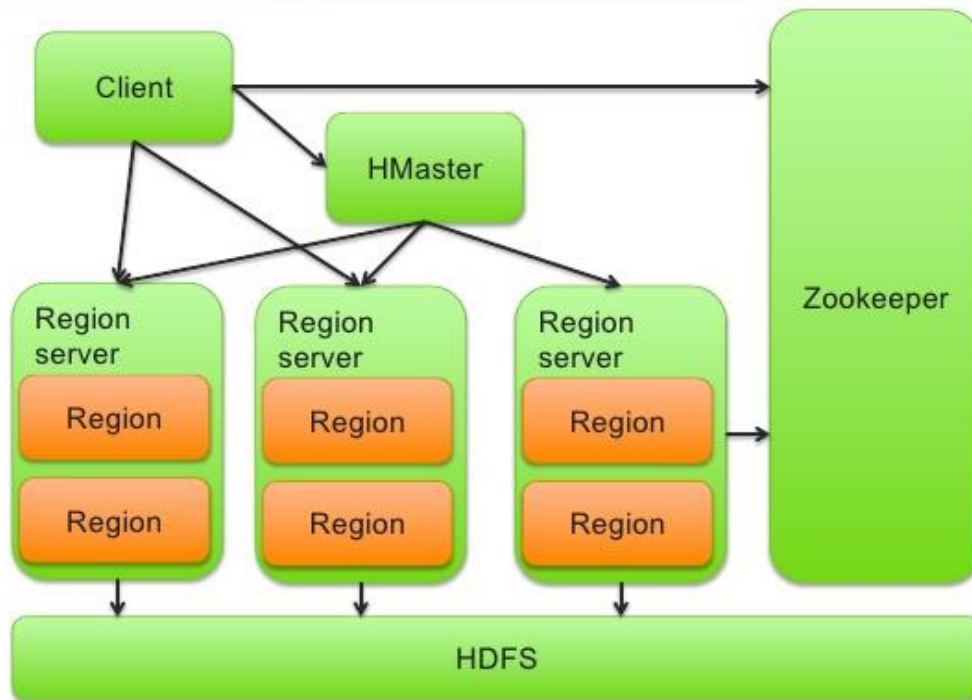 Client
HMaster
Zookeeper
Region
server
Region
server
Region
server
Region
Region
Region
Region
Region
Region
HDFS